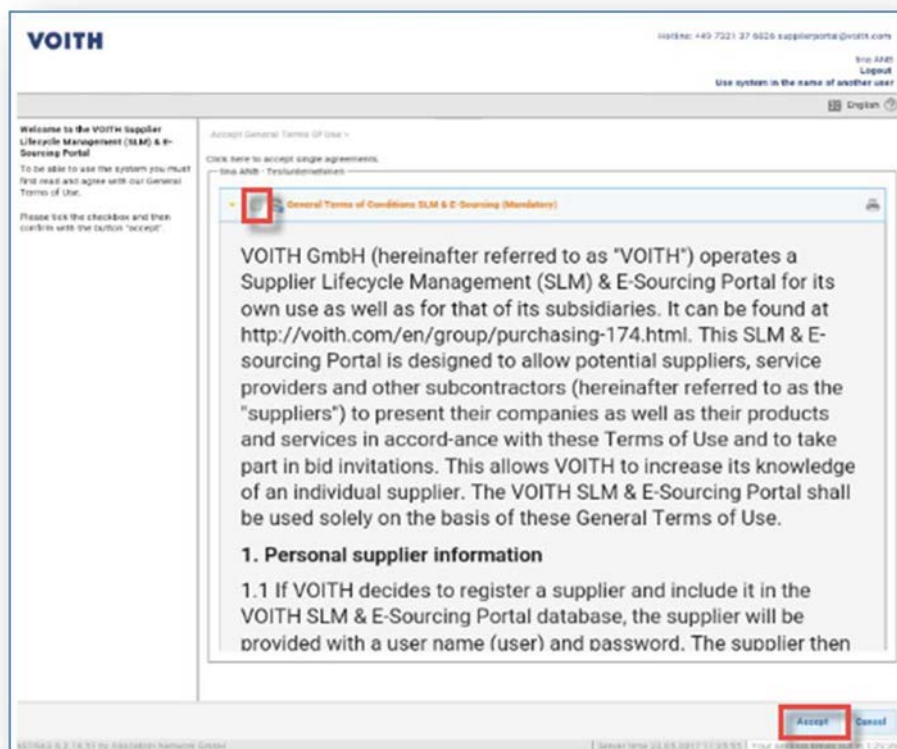 VOITH
Hotline: +49 7321 37 6826 supplierportal@voith.com
tina ANB
Logout
Use system in the name of another user
English
Welcome to the VOITH Supplier
Lifecycle Management (SLM) & E-
Sourcing Portal
To be able to use the system you must
first read and agree with our General
Terms of Use.
Please tick the checkbox and then
confirm with the button "accept".
Accept General Terms Of Use >
Click here to accept single agreements.
tina ANB - Testunternehmen
General Terms of Conditions SLM & E-Sourcing (Mandatory)
VOITH GmbH (hereinafter referred to as "VOITH") operates a
Supplier Lifecycle Management (SLM) & E-Sourcing Portal for its
own use as well as for that of its subsidiaries. It can be found at
http://voith.com/en/group/purchasing-174.html. This SLM & E-
sourcing Portal is designed to allow potential suppliers, service
providers and other subcontractors (hereinafter referred to as the
"suppliers") to present their companies as well as their products
and services in accord-ance with these Terms of Use and to take
part in bid invitations. This allows VOITH to increase its knowledge
of an individual supplier. The VOITH SLM & E-Sourcing Portal shall
be used solely on the basis of these General Terms of Use.
1. Personal supplier information
1.1 If VOITH decides to register a supplier and include it in the
VOITH SLM & E-Sourcing Portal database, the supplier will be
provided with a user name (user) and password. The supplier then
Accept Cancel
Server time